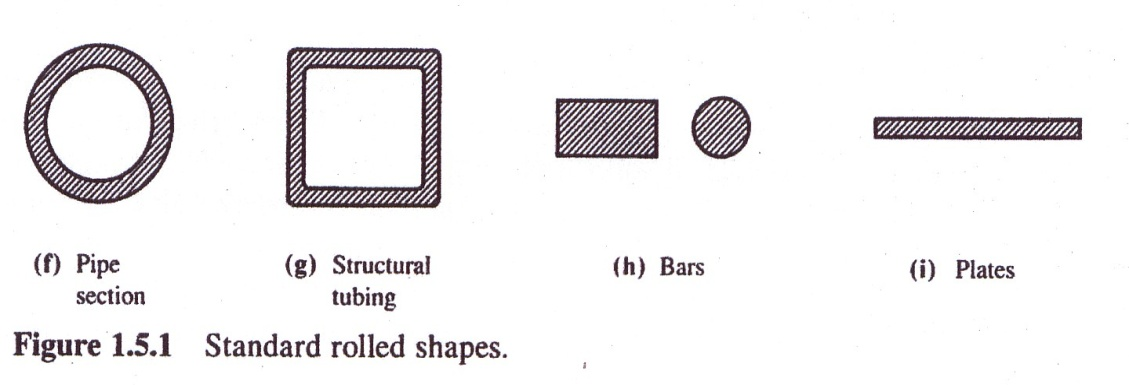 (f) Pipe
section
(g) Structural
tubing
(h) Bars
(i) Plates
Figure 1.5.1 Standard rolled shapes.